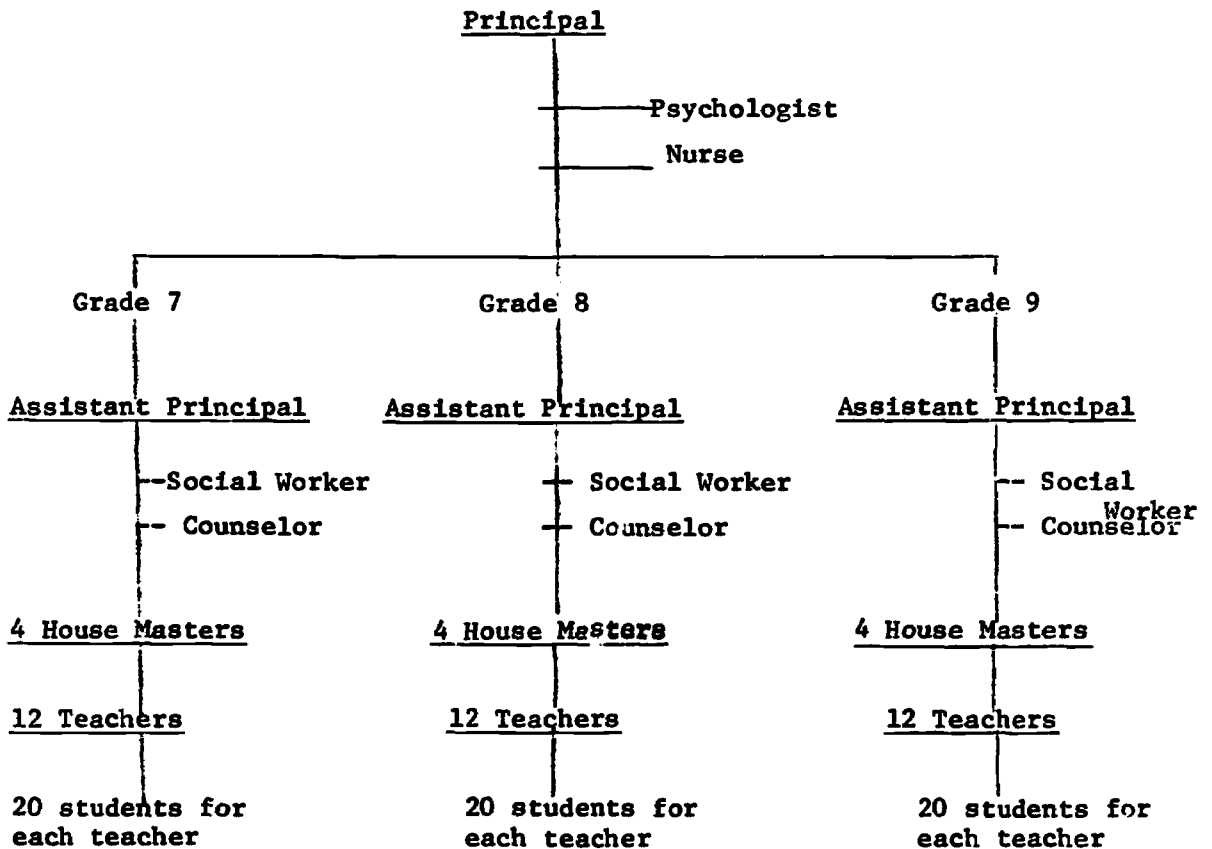 Principal
Psychologist
Nurse
Grade 7
Grade 8
Grade 9
Assistant Principal
Assistant Principal
Assistant Principal
Social Worker
Social Worker
Social
Worker
Counselor
Counselor
Counselor
4 House Masters
4 House Masters
4 House Masters
12 Teachers
12 Teachers
12 Teachers
20 students for
each teacher
20 students for
each teacher
20 students for
each teacher